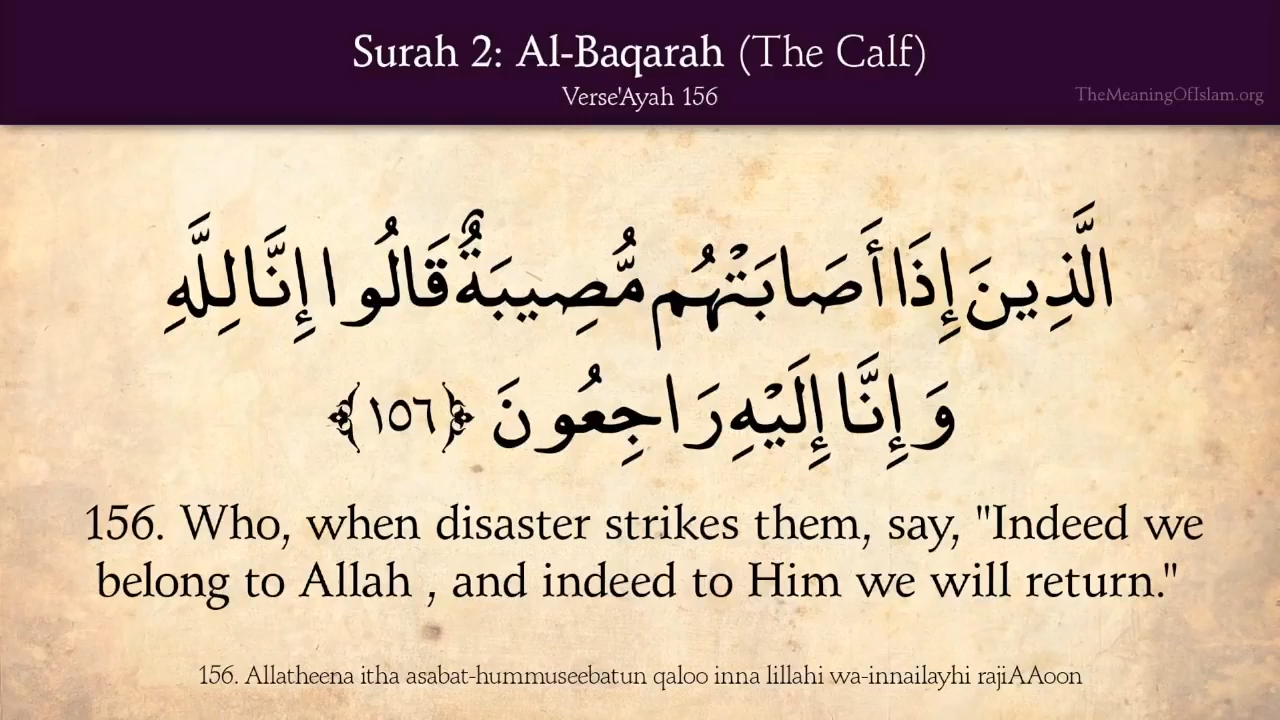 Surah 2: Al-Baqarah (The Calf)
Verse'Ayah 156
TheMeaningOfIslam.org
الَّذِينَ إِذَا أَصَابَتْهُم مُّصِيبَةٌ قَالُوا إِنَّا لِلَّهِ
وَإِنَّا إِلَيْهِ رَاجِعُونَ ﴿١٥٦﴾
156. Who, when disaster strikes them, say, "Indeed we
belong to Allah , and indeed to Him we will return."
156. Allatheena itha asabat-hummuseebatun qaloo inna lillahi wa-innailayhi rajiAAoon